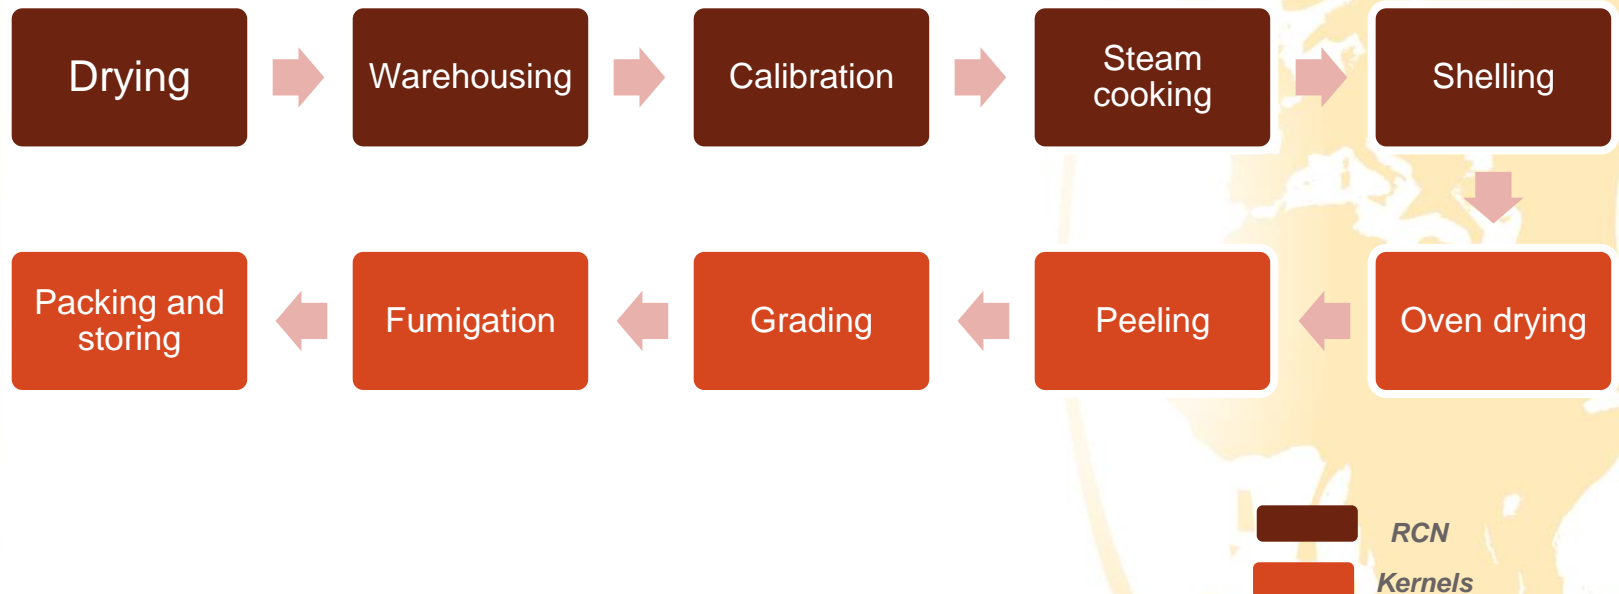 Drying
Warehousing
Calibration
Steam
cooking
Shelling
Packing and
storing
Fumigation
Grading
Peeling
Oven drying
RCN
Kernels